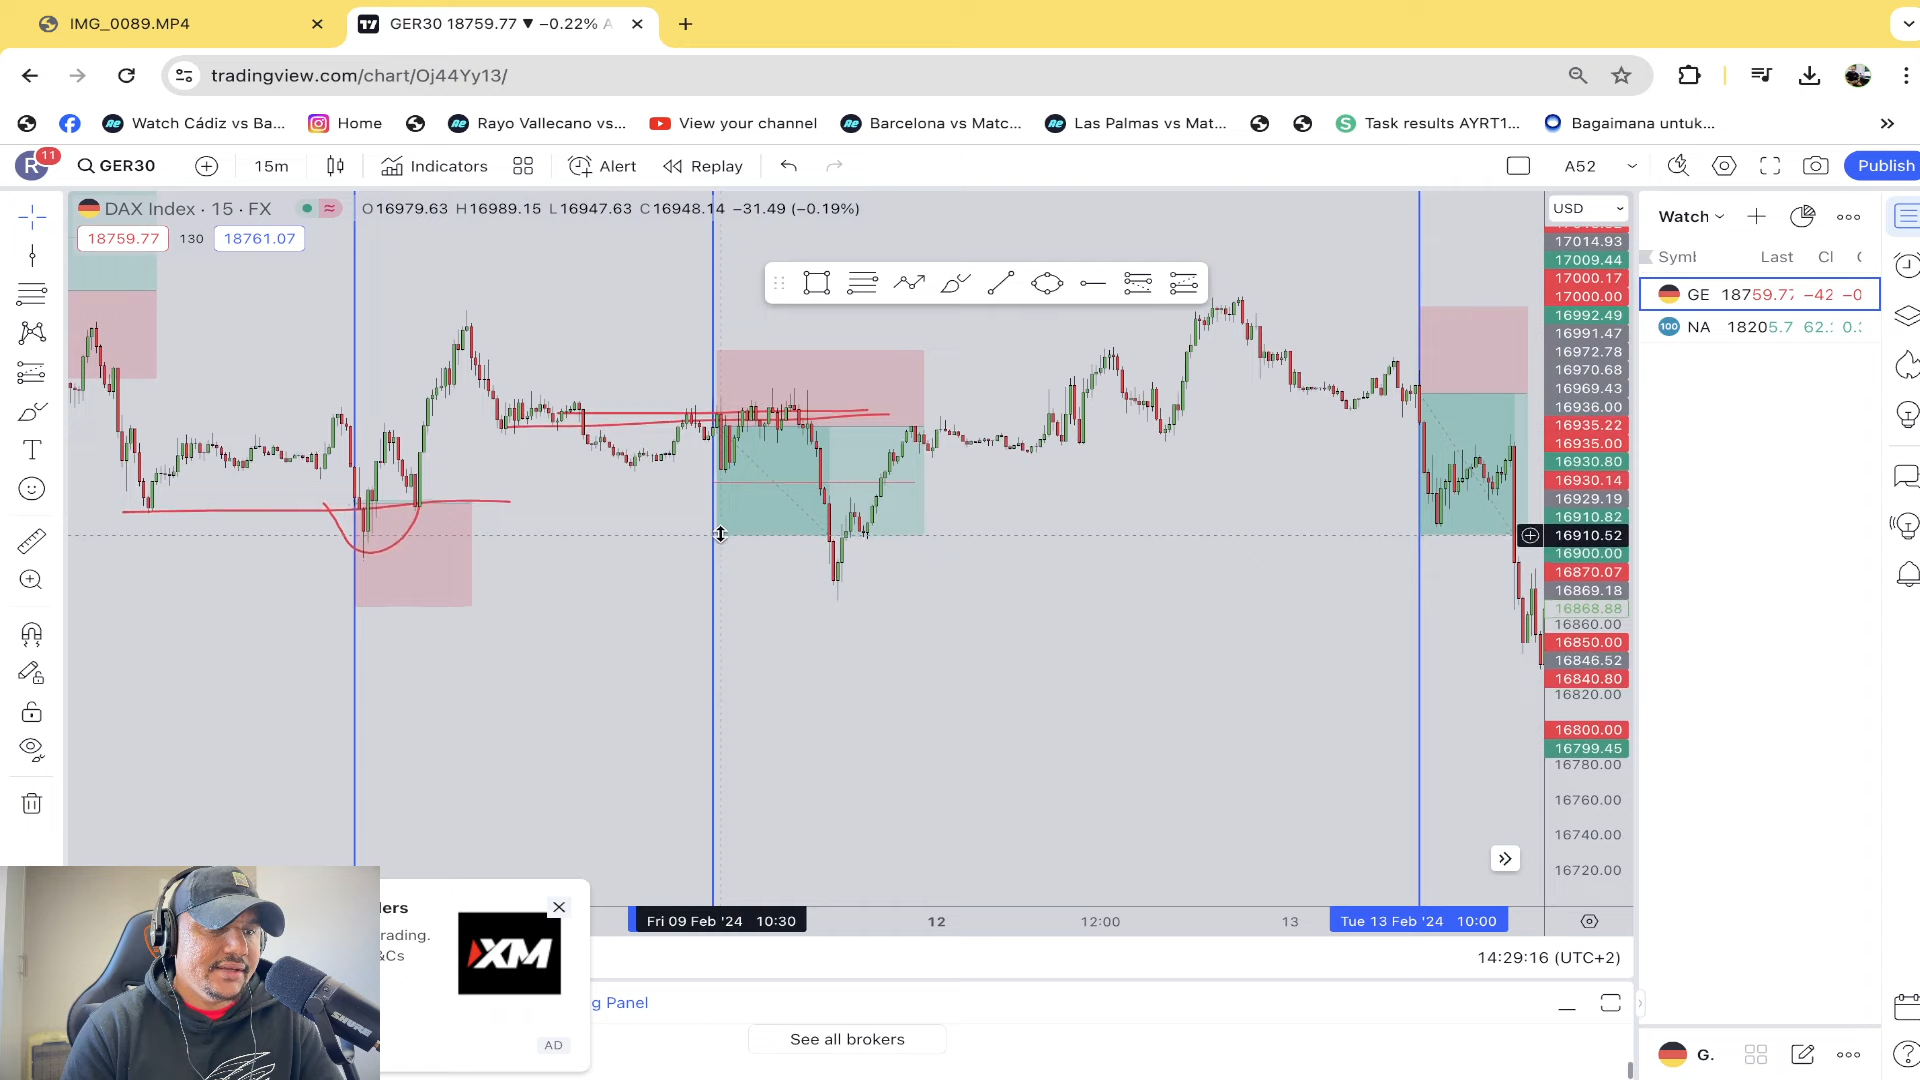 IMG_0089.MP4
GER30 18759.77 ▼ −0.22% A
tradingview.com/chart/Oj44Yy13/
Watch Cádiz vs Ba...
Home
Rayo Vallecano vs...
View your channel
Barcelona vs Matc...
Las Palmas vs Mat...
Task results AYRT1...
Bagaimana untuk...
R 11
GER30
15m
Indicators
Alert
Replay
A52
Publish
DAX Index · 15 · FX
O16979.63 H16989.15 L16947.63 C16948.14 −31.49 (−0.19%)
18759.77 130 18761.07
USD
17014.93
17009.44
17000.17
17000.00
16992.49
16991.47
16972.78
16970.68
16969.43
16936.00
16935.22
16935.00
16930.80
16930.14
16929.19
16910.82
16910.52
16900.00
16870.07
16869.18
16868.88
16860.00
16850.00
16846.52
16840.80
16820.00
16800.00
16799.45
16780.00
16760.00
16740.00
16720.00
Watch
Last
GE 18759.77 −42 −0
100 NA 18205.7
Fri 09 Feb '24 10:30
12
12:00
13
Tue 13 Feb '24 10:00
14:29:16 (UTC+2)
g Panel
See all brokers
lers
rading.
&Cs
XM
AD
SHURE
G.